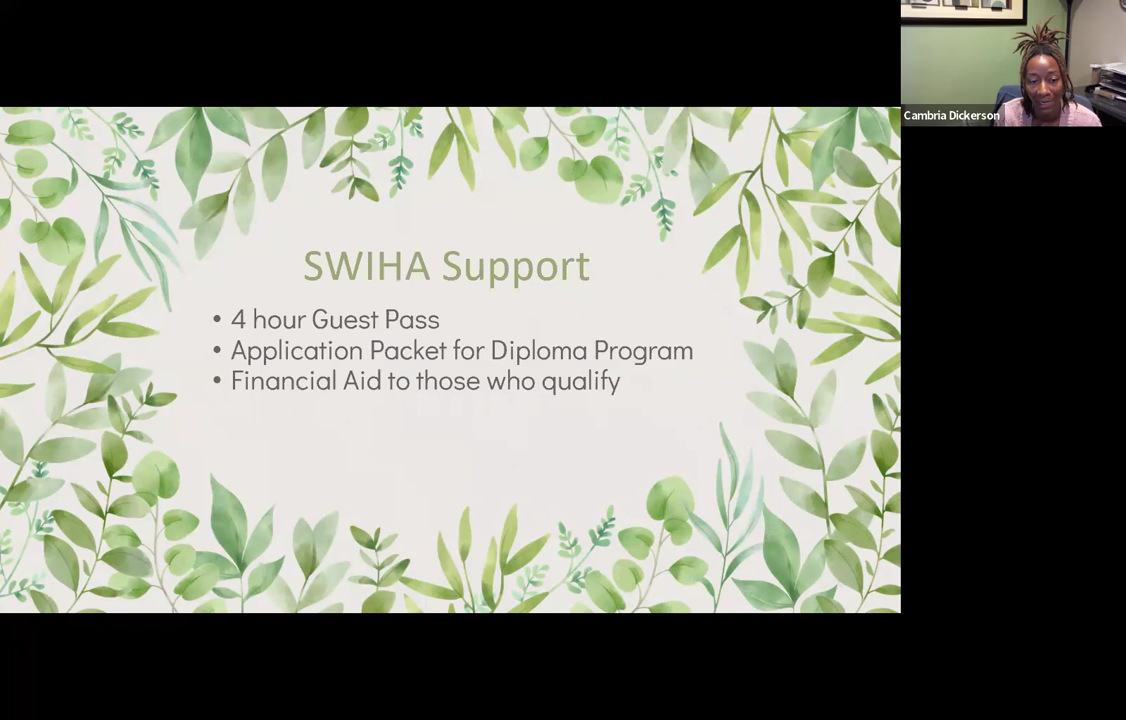 Cambria Dickerson
SWIHA Support
• 4 hour Guest Pass
• Application Packet for Diploma Program
• Financial Aid to those who qualify